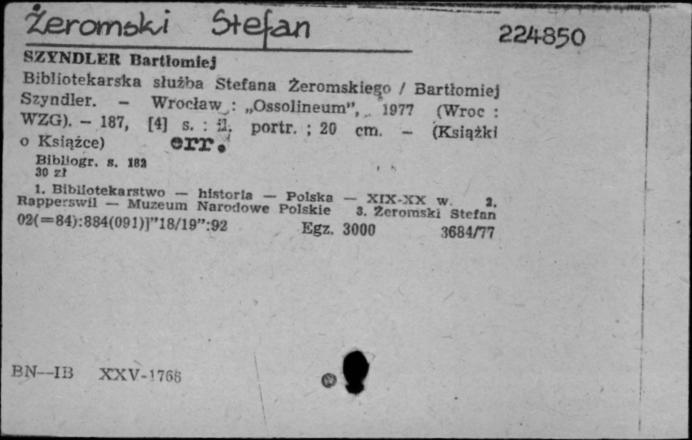 Żeromski Stefan
224850
SZYNDLER Bartłomiej
Bibliotekarska służba Stefana Żeromskiego / Bartłomiej
Szyndler. — Wrocław : „Ossolineum", 1977 (Wroc :
WZG). — 187, [4] s. : il. portr. ; 20 cm. — (Książki
o Książce) err.
Bibliogr. s. 182
30 zł
1. Bibliotekarstwo — historia — Polska — XIX-XX w. 2.
Rapperswil — Muzeum Narodowe Polskie 3. Żeromski Stefan
02(=84):884(091)]"18/19":92 Egz. 3000 3684/77
BN—IB XXV-1766